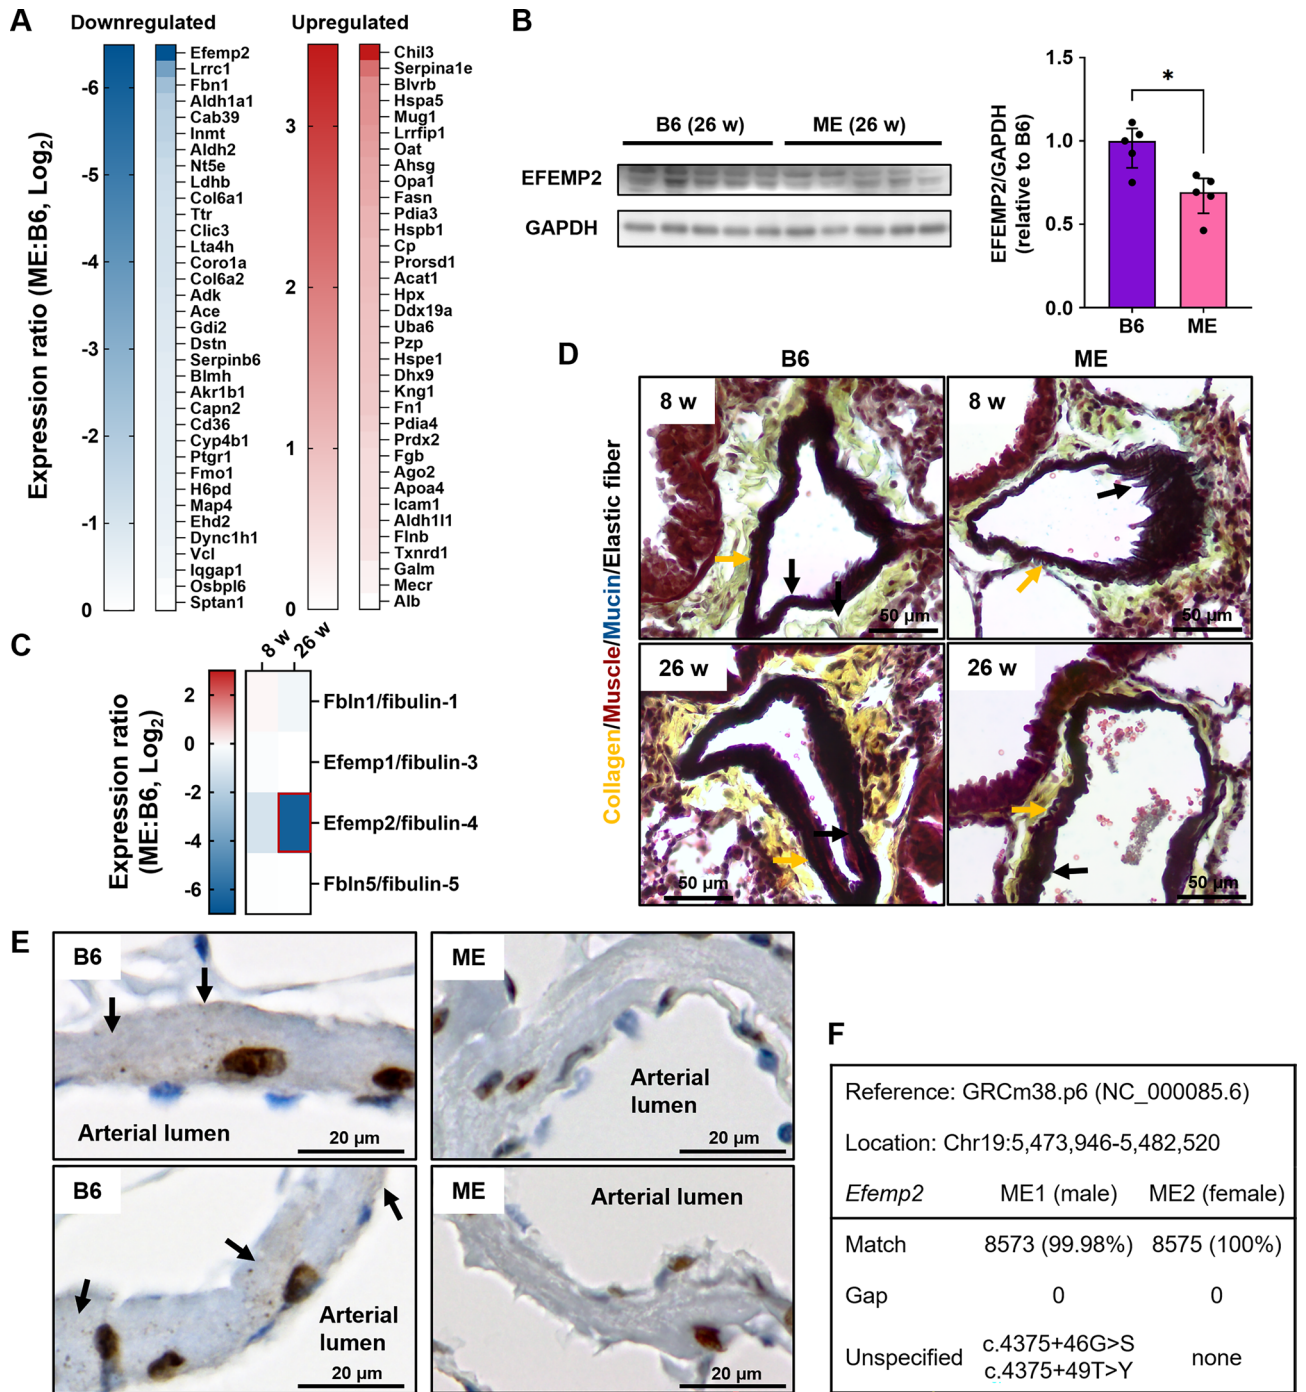 A
Downregulated
Upregulated
Expression ratio (ME:B6, Log2)
-6
-5
-4
-3
-2
-1
0
Efemp2
Lrrc1
Fbn1
Aldh1a1
Cab39
Inmt
Aldh2
Nt5e
Ldhb
Col6a1
Ttr
Clic3
Lta4h
Coro1a
Col6a2
Adk
Ace
Gdi2
Dstn
Serpinb6
Blmh
Akr1b1
Capn2
Cd36
Cyp4b1
Ptgr1
Fmo1
H6pd
Map4
Ehd2
Dync1h1
Vcl
Iqgap1
Osbpl6
Sptan1
3
2
1
0
Chil3
Serpina1e
Blvrb
Hspa5
Mug1
Lrrfip1
Oat
Ahsg
Opa1
Fasn
Pdia3
Hspb1
Cp
Prorsd1
Acat1
Hpx
Ddx19a
Uba6
Pzp
Hspe1
Dhx9
Kng1
Fn1
Pdia4
Prdx2
Fgb
Ago2
Apoa4
Icam1
Aldh1l1
Flnb
Txnrd1
Galm
Mecr
Alb
B
B6 (26 w)
ME (26 w)
EFEMP2
GAPDH
EFEMP2/GAPDH
(relative to B6)
1.5
1.0
0.5
0.0
*
B6
ME
C
8 w
26 w
Expression ratio
(ME:B6, Log2)
2
0
-2
-4
-6
Fbln1/fibulin-1
Efemp1/fibulin-3
Efemp2/fibulin-4
Fbln5/fibulin-5
D
B6
ME
Collagen/Muscle/Mucin/Elastic fiber
8 w
50 µm
8 w
50 µm
26 w
50 µm
26 w
50 µm
E
B6
Arterial lumen
20 µm
ME
Arterial
lumen
20 µm
B6
Arterial
lumen
20 µm
ME
Arterial lumen
20 µm
F
Reference: GRCm38.p6 (NC_000085.6)
Location: Chr19:5,473,946-5,482,520
Efemp2 ME1 (male) ME2 (female)
Match 8573 (99.98%) 8575 (100%)
Gap 0 0
Unspecified c.4375+46G>S
c.4375+49T>Y none